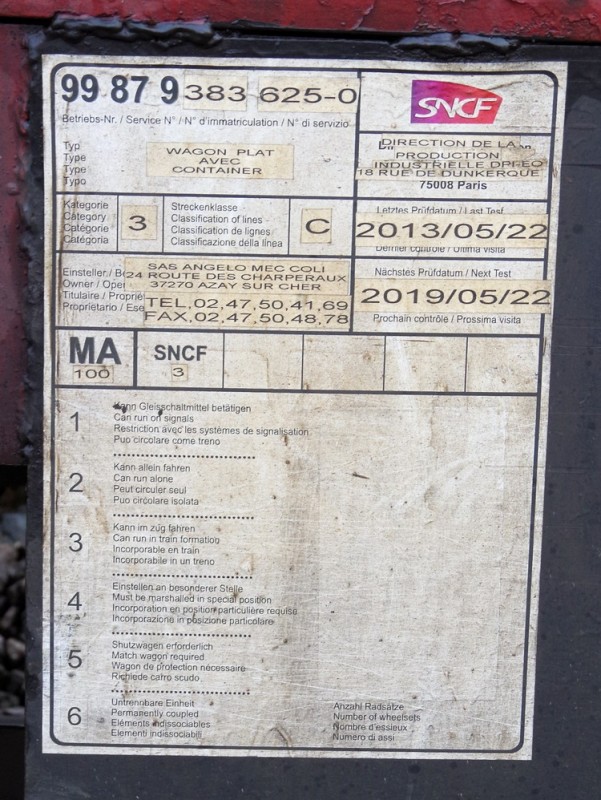 99 87 9 383 625-0
Betriebs-Nr. / Service N° / N° d'immatriculation / N° di servizio
SNCF
Typ
Type
Type
Tipo
WAGON PLAT
AVEC
CONTAINER
DIRECTION DE LA
PRODUCTION
INDUSTRIELLE DPI-EO
18 RUE DE DUNKERQUE
75008 Paris
Kategorie
Category
Catégorie
Categoria
3
Streckenklasse
Classification of lines
Classification de lignes
Classificazione della linea
C
Letztes Prüfdatum / Last Test
2013/05/22
Dernier contrôle / Ultima visita
Einsteller /
Owner /
Titulaire /
Proprietario /
SAS ANGELO MEC COLI
24 ROUTE DES CHARPERAUX
37270 AZAY SUR CHER
TEL.02.47.50.41.69
FAX.02.47.50.48.78
Nächstes Prüfdatum / Next Test
2019/05/22
Prochain contrôle / Prossima visita
MA
100
SNCF
3
1
Kann Gleisschaltmittel betätigen
Can run on signals
Restriction avec les systèmes de signalisation
Puo circolare come treno
2
Kann allein fahren
Can run alone
Peut circuler seul
Puo circolare isolata
3
Kann im zug fahren
Can run in train formation
Incorporable en train
Incorporabile in un treno
4
Einstellen an besonderer Stelle
Must be marshalled in special position
Incorporation en position particulière requise
Incorporazione in posizione particolare
5
Shutzwagen erforderlich
Match wagon required
Wagon de protection nécessaire
Richiede carro scudo
6
Untrennbare Einheit
Permanently coupled
Eléments indissociables
Elementi indissociabili
Anzahl Radsätze
Number of wheelsets
Nombre d'essieux
Numero di assi